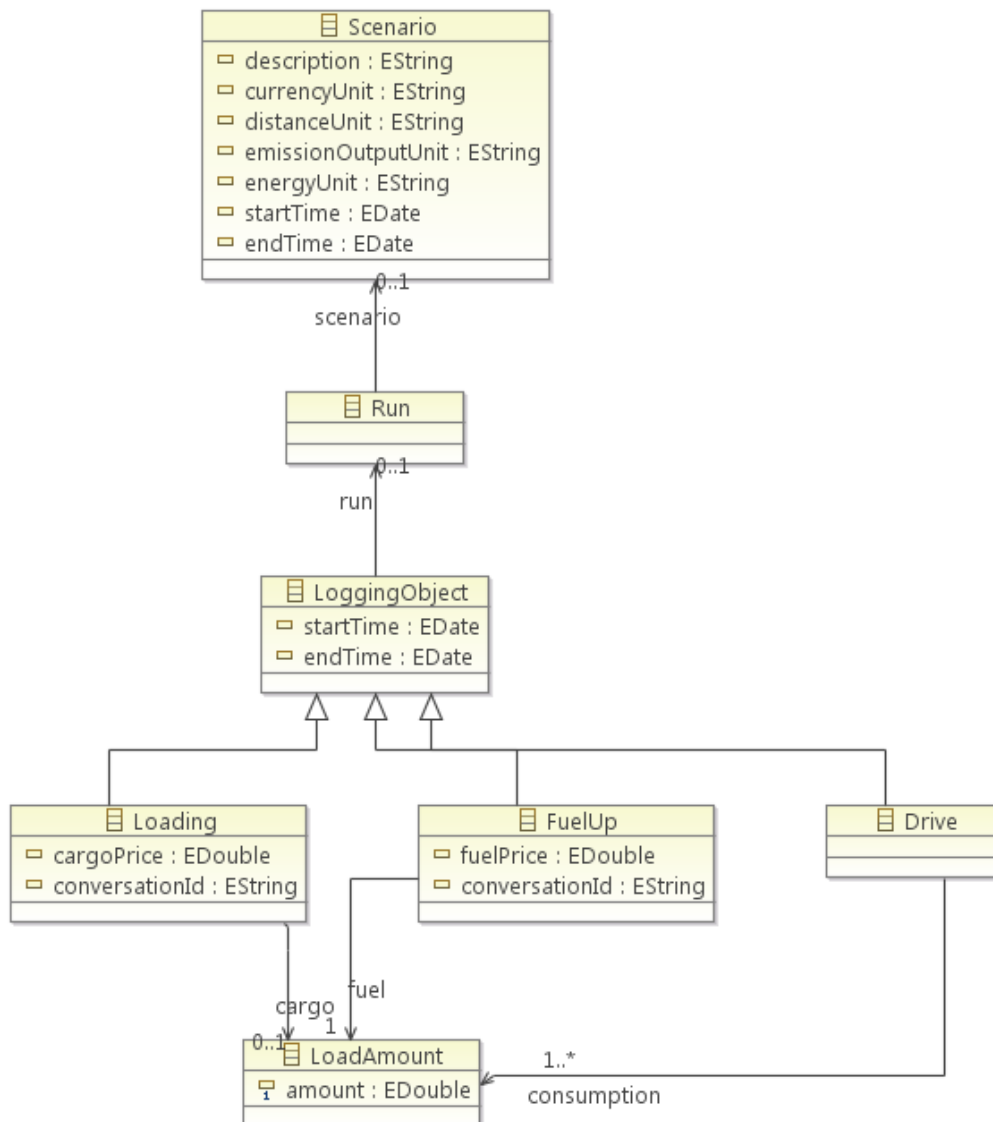 Scenario
description : EString
currencyUnit : EString
distanceUnit : EString
emissionOutputUnit : EString
energyUnit : EString
startTime : EDate
endTime : EDate
0..1
scenario
Run
0..1
run
LoggingObject
startTime : EDate
endTime : EDate
Loading
cargoPrice : EDouble
conversationId : EString
FuelUp
fuelPrice : EDouble
conversationId : EString
Drive
fuel
cargo
1
0..1
LoadAmount
1
amount : EDouble
1..*
consumption